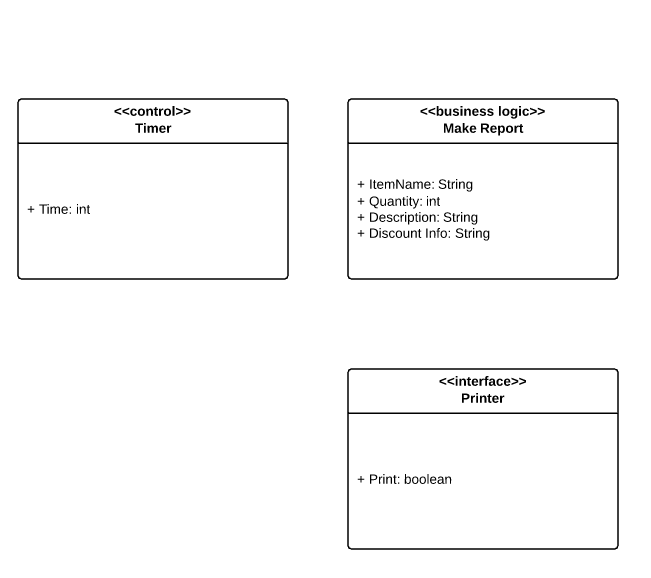 <<control>>
Timer
+ Time: int
<<business logic>>
Make Report
+ ItemName: String
+ Quantity: int
+ Description: String
+ Discount Info: String
<<interface>>
Printer
+ Print: boolean